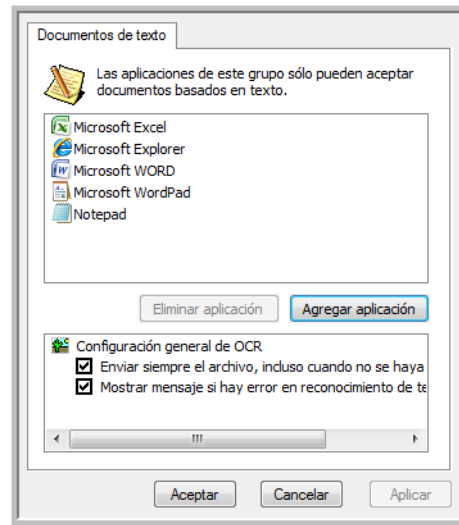 Documentos de texto
Las aplicaciones de este grupo sólo pueden aceptar
documentos basados en texto.
Microsoft Excel
Microsoft Explorer
Microsoft WORD
Microsoft WordPad
Notepad
Eliminar aplicación Agregar aplicación
Configuración general de OCR
Enviar siempre el archivo, incluso cuando no se haya
Mostrar mensaje si hay error en reconocimiento de te
Aceptar Cancelar Aplicar